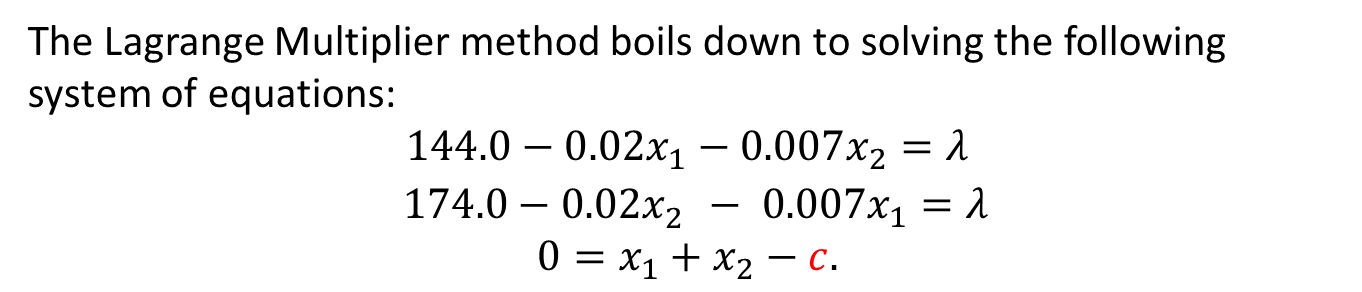 The Lagrange Multiplier method boils down to solving the following
system of equations:
144.0 − 0.02𝑥₁ − 0.007𝑥₂ = 𝜆
174.0 − 0.02𝑥₂ − 0.007𝑥₁ = 𝜆
0 = 𝑥₁ + 𝑥₂ − 𝑐.